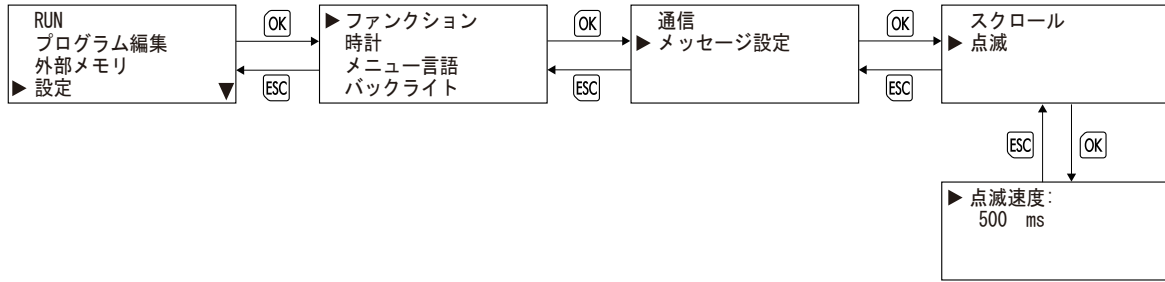 RUN
プログラム編集
外部メモリ
▶ 設定 ▼
OK
ESC
▶ ファンクション
時計
メニュー言語
バックライト
OK
ESC
通信
▶ メッセージ設定
OK
ESC
スクロール
▶ 点滅
ESC
OK
▶ 点滅速度:
500 ms